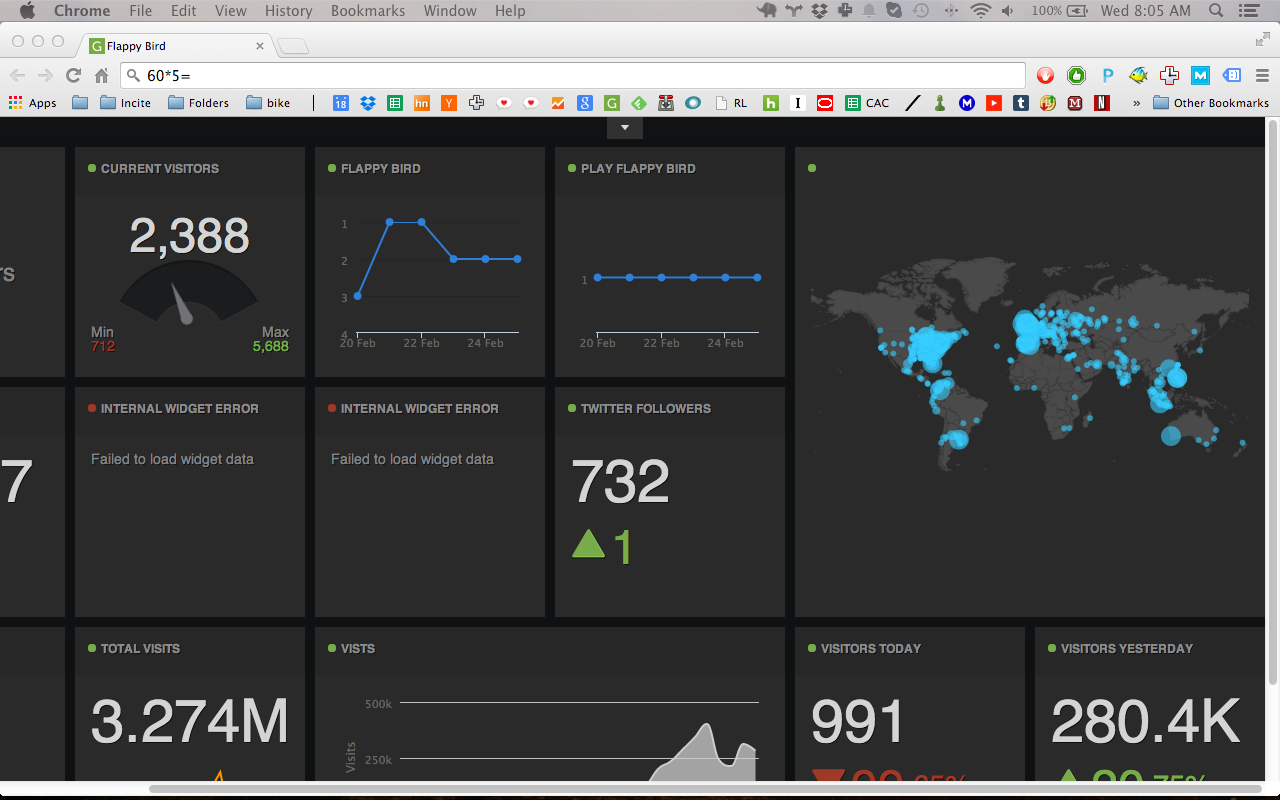 Chrome File Edit View History Bookmarks Window Help 100% Wed 8:05 AM
G Flappy Bird
60*5=
P M
Apps Incite Folders bike 18 hn Y 8 G RL h I CAC M t M N » Other Bookmarks
CURRENT VISITORS FLAPPY BIRD PLAY FLAPPY BIRD
2,388
Min Max
712 5,688
1
2
3
4
20 Feb 22 Feb 24 Feb
1
20 Feb 22 Feb 24 Feb
rs
INTERNAL WIDGET ERROR INTERNAL WIDGET ERROR TWITTER FOLLOWERS
Failed to load widget data Failed to load widget data
7
732
1
TOTAL VISITS VISTS VISITORS TODAY VISITORS YESTERDAY
3.274M
500k
250k
Visits
991
280.4K